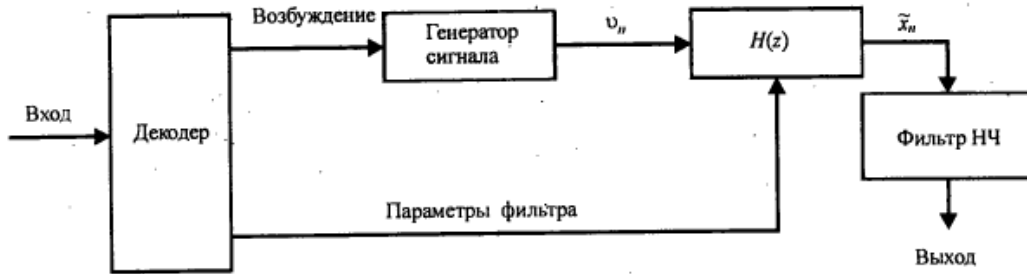 Возбуждение
Генератор
сигнала
υₙ
H(z)
x̃ₙ
Вход
Декодер
Фильтр НЧ
Параметры фильтра
Выход